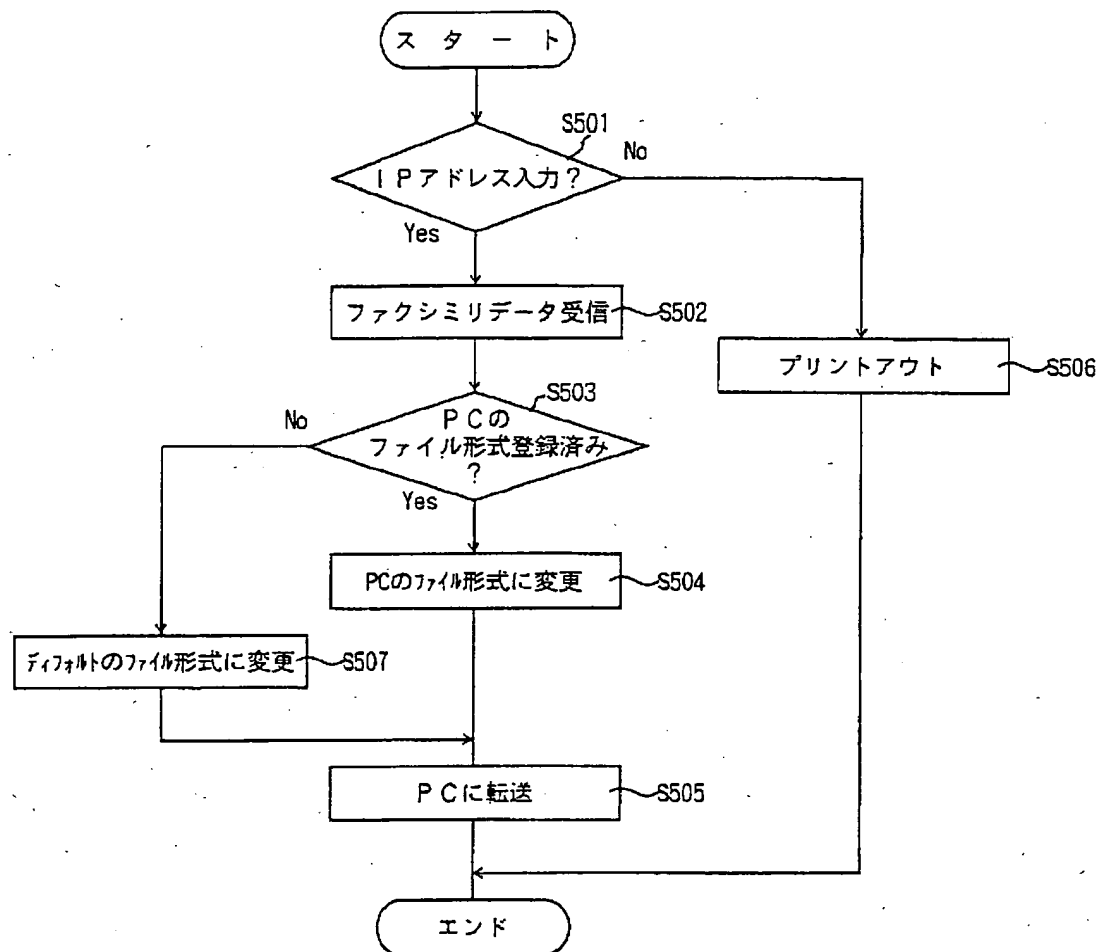 スタート
S501
IPアドレス入力?
No
Yes
ファクシミリデータ受信
S502
プリントアウト
S506
S503
No
PCの
ファイル形式登録済み
?
Yes
PCのファイル形式に変更
S504
ディフォルトのファイル形式に変更
S507
PCに転送
S505
エンド